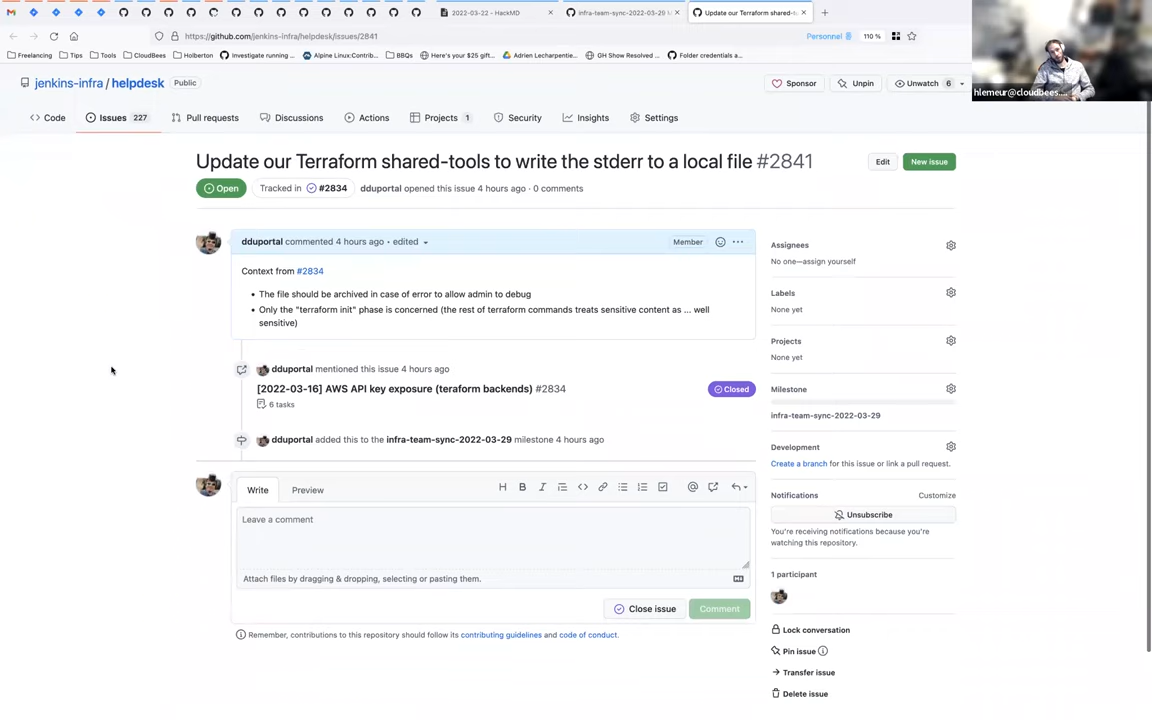 2022-03-22 - HackMD
infra-team-sync-2022-03-29
Update our Terraform shared-t
https://github.com/jenkins-infra/helpdesk/issues/2841
Personnel
110 %
Freelancing
Tips
Tools
CloudBees
Holberton
Investigate running ...
Alpine Linux:Contrib...
BBQs
Here's your $25 gift...
Adrien Lecharpentie...
GH Show Resolved ...
Folder credentials a...
hlemeur@cloudbees....
jenkins-infra / helpdesk Public
Sponsor
Unpin
Unwatch 6
Code
Issues 227
Pull requests
Discussions
Actions
Projects 1
Security
Insights
Settings
Update our Terraform shared-tools to write the stderr to a local file #2841
Edit
New issue
Open
Tracked in #2834
dduportal opened this issue 4 hours ago · 0 comments
dduportal commented 4 hours ago • edited
Member
Context from #2834
• The file should be archived in case of error to allow admin to debug
• Only the "terraform init" phase is concerned (the rest of terraform commands treats sensitive content as ... well
sensitive)
dduportal mentioned this issue 4 hours ago
[2022-03-16] AWS API key exposure (teraform backends) #2834
Closed
6 tasks
dduportal added this to the infra-team-sync-2022-03-29 milestone 4 hours ago
Write
Preview
Leave a comment
Attach files by dragging & dropping, selecting or pasting them.
Close issue
Comment
Remember, contributions to this repository should follow its contributing guidelines and code of conduct.
Assignees
No one—assign yourself
Labels
None yet
Projects
None yet
Milestone
infra-team-sync-2022-03-29
Development
Create a branch for this issue or link a pull request.
Notifications
Customize
Unsubscribe
You're receiving notifications because you're
watching this repository.
1 participant
Lock conversation
Pin issue
Transfer issue
Delete issue